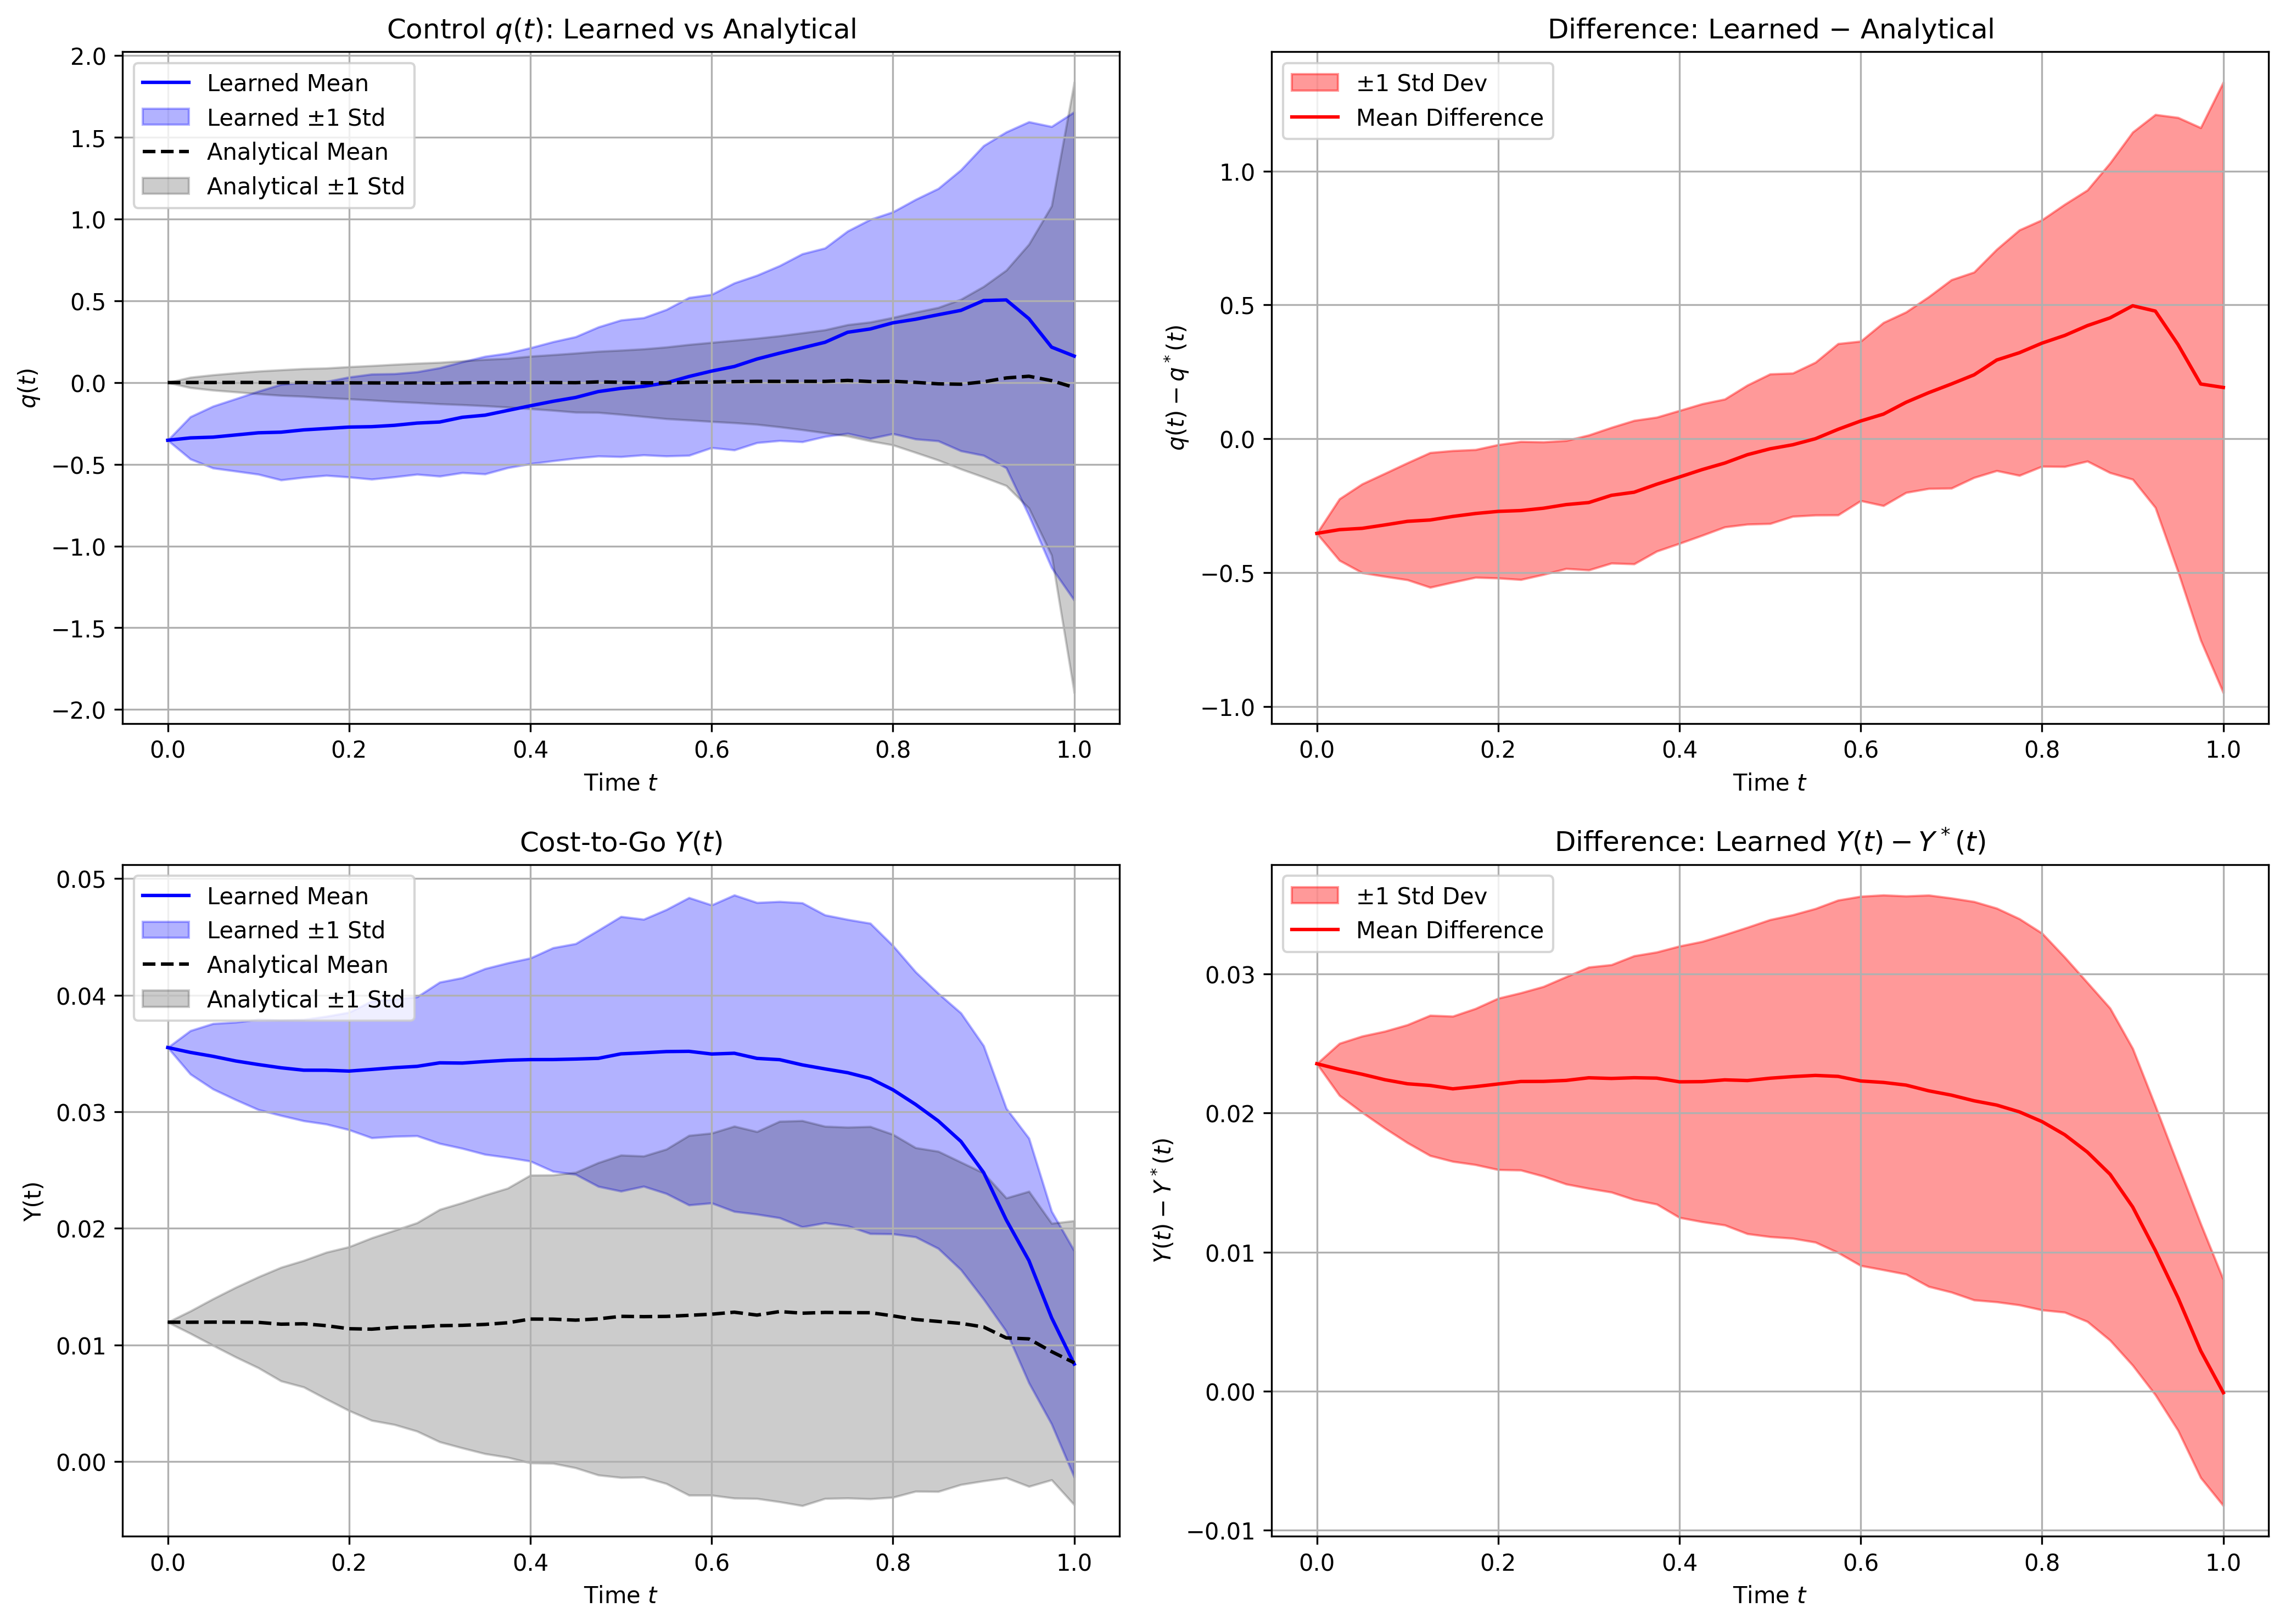 Control q(t): Learned vs Analytical
2.0
1.5
1.0
0.5
0.0
−0.5
−1.0
−1.5
−2.0
q(t)
Learned Mean
Learned ±1 Std
Analytical Mean
Analytical ±1 Std
0.0 0.2 0.4 0.6 0.8 1.0
Time t
Difference: Learned − Analytical
1.0
0.5
0.0
−0.5
−1.0
q(t) − q*(t)
±1 Std Dev
Mean Difference
0.0 0.2 0.4 0.6 0.8 1.0
Time t
Cost-to-Go Y(t)
0.05
0.04
0.03
0.02
0.01
0.00
Y(t)
Learned Mean
Learned ±1 Std
Analytical Mean
Analytical ±1 Std
0.0 0.2 0.4 0.6 0.8 1.0
Time t
Difference: Learned Y(t) − Y*(t)
0.03
0.02
0.01
0.00
−0.01
Y(t) − Y*(t)
±1 Std Dev
Mean Difference
0.0 0.2 0.4 0.6 0.8 1.0
Time t